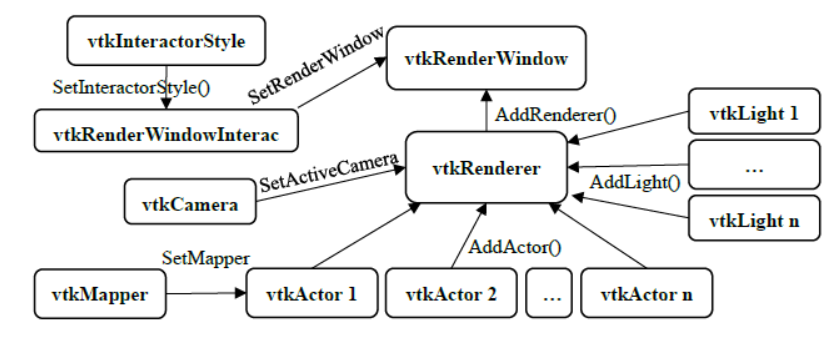 vtkInteractorStyle
SetInteractorStyle()
SetRenderWindow
vtkRenderWindow
vtkRenderWindowInterac
AddRenderer()
vtkLight 1
SetActiveCamera
vtkRenderer
…
AddLight()
vtkCamera
vtkLight n
SetMapper
AddActor()
vtkMapper
vtkActor 1
vtkActor 2
…
vtkActor n